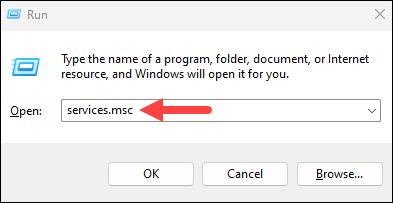 Run
Type the name of a program, folder, document, or Internet
resource, and Windows will open it for you.
Open: services.msc
OK Cancel Browse...